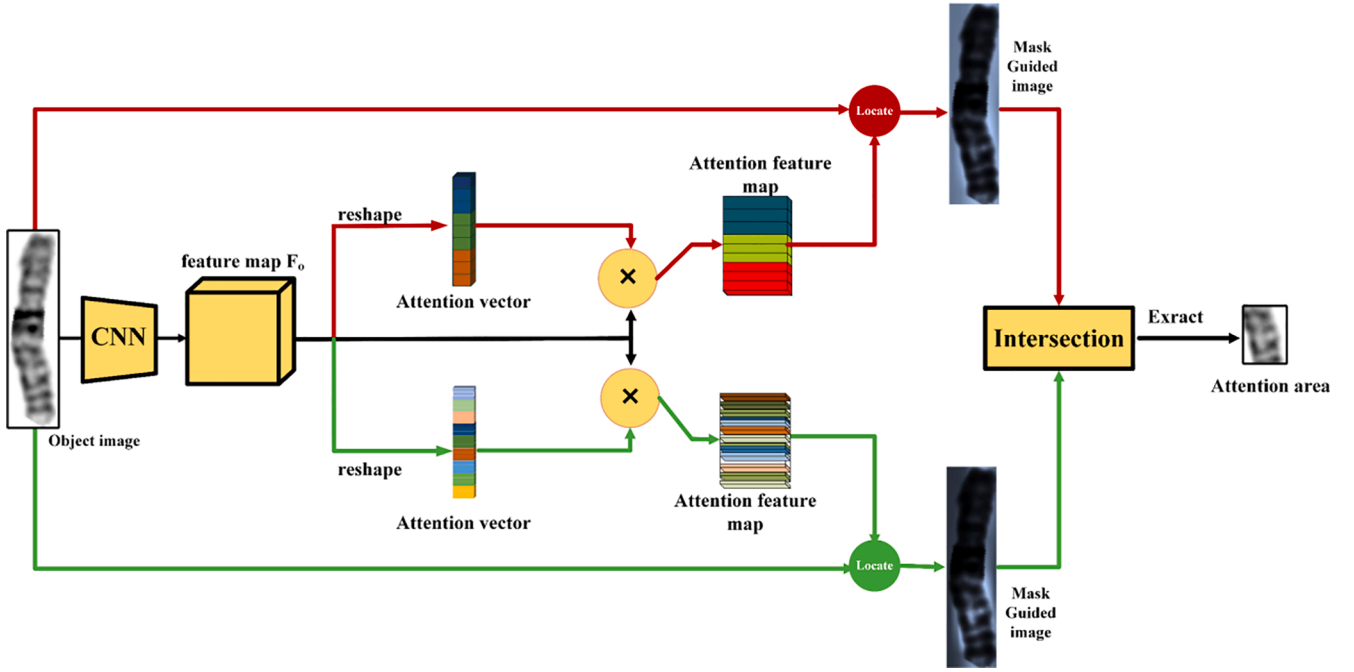 Mask
Guided
image
Locate
Attention feature
map
reshape
feature map Fo
Attention vector
×
CNN
Intersection
Exract
Attention area
×
Object image
reshape
Attention vector
Attention feature
map
Locate
Mask
Guided
image